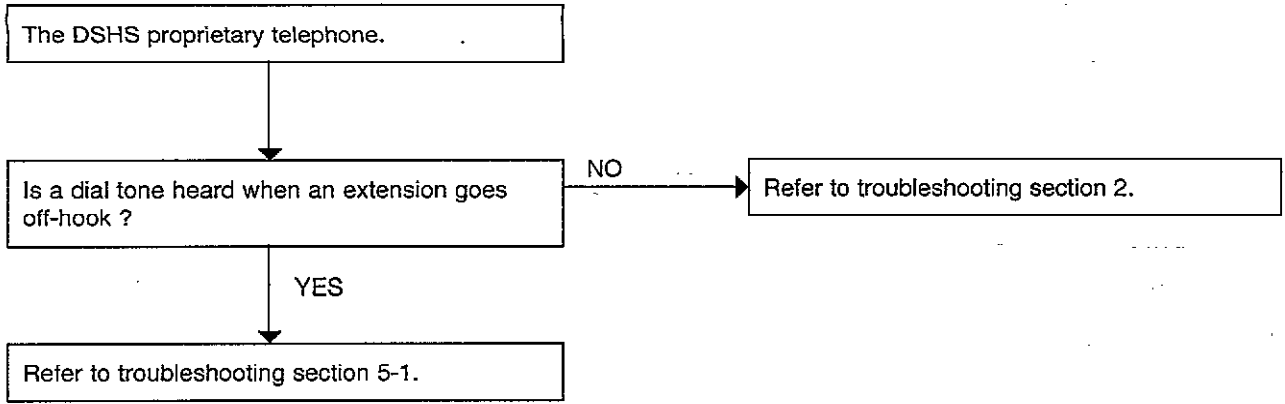 The DSHS proprietary telephone.
Is a dial tone heard when an extension goes
off-hook ?
NO
Refer to troubleshooting section 2.
YES
Refer to troubleshooting section 5-1.